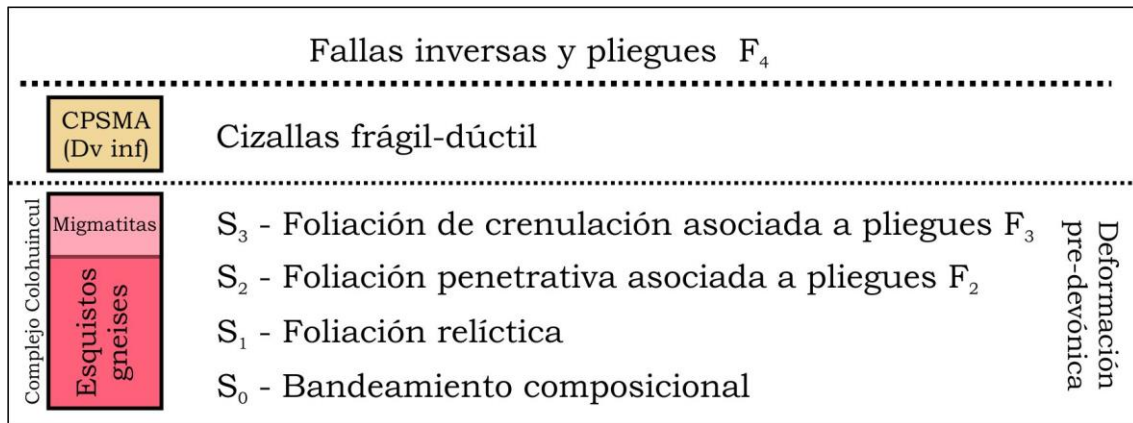 Fallas inversas y pliegues F₄
CPSMA
(Dv inf)
Cizallas frágil-dúctil
Complejo Colohuincul
Migmatitas
Esquistos
gneises
S₃ - Foliación de crenulación asociada a pliegues F₃
S₂ - Foliación penetrativa asociada a pliegues F₂
S₁ - Foliación relíctica
S₀ - Bandeamiento composicional
Deformación
pre-devónica